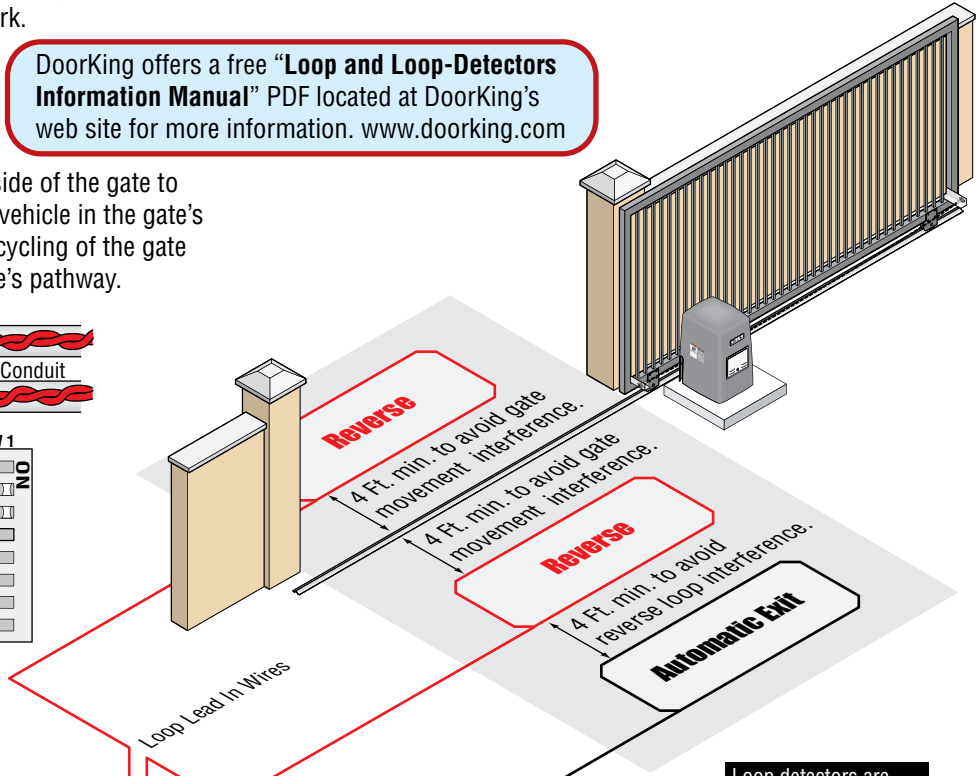 rk.
DoorKing offers a free “Loop and Loop-Detectors
Information Manual” PDF located at DoorKing's
web site for more information. www.doorking.com
side of the gate to
vehicle in the gate's
cycling of the gate
e's pathway.
Conduit
1
ON
Reverse
4 Ft. min. to avoid gate
movement interference.
4 Ft. min. to avoid gate
movement interference.
Reverse
4 Ft. min. to avoid
reverse loop interference.
Automatic Exit
Loop Lead In Wires
Loop detectors are